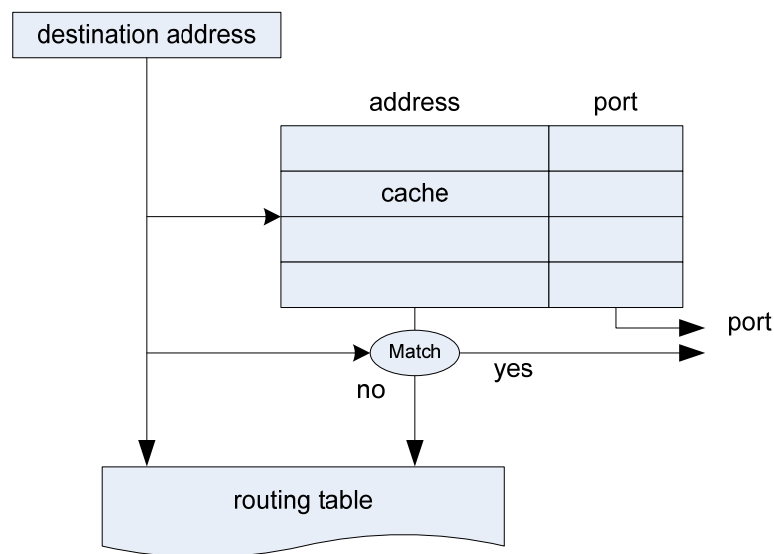 destination address
address
port
cache
port
Match
yes
no
routing table